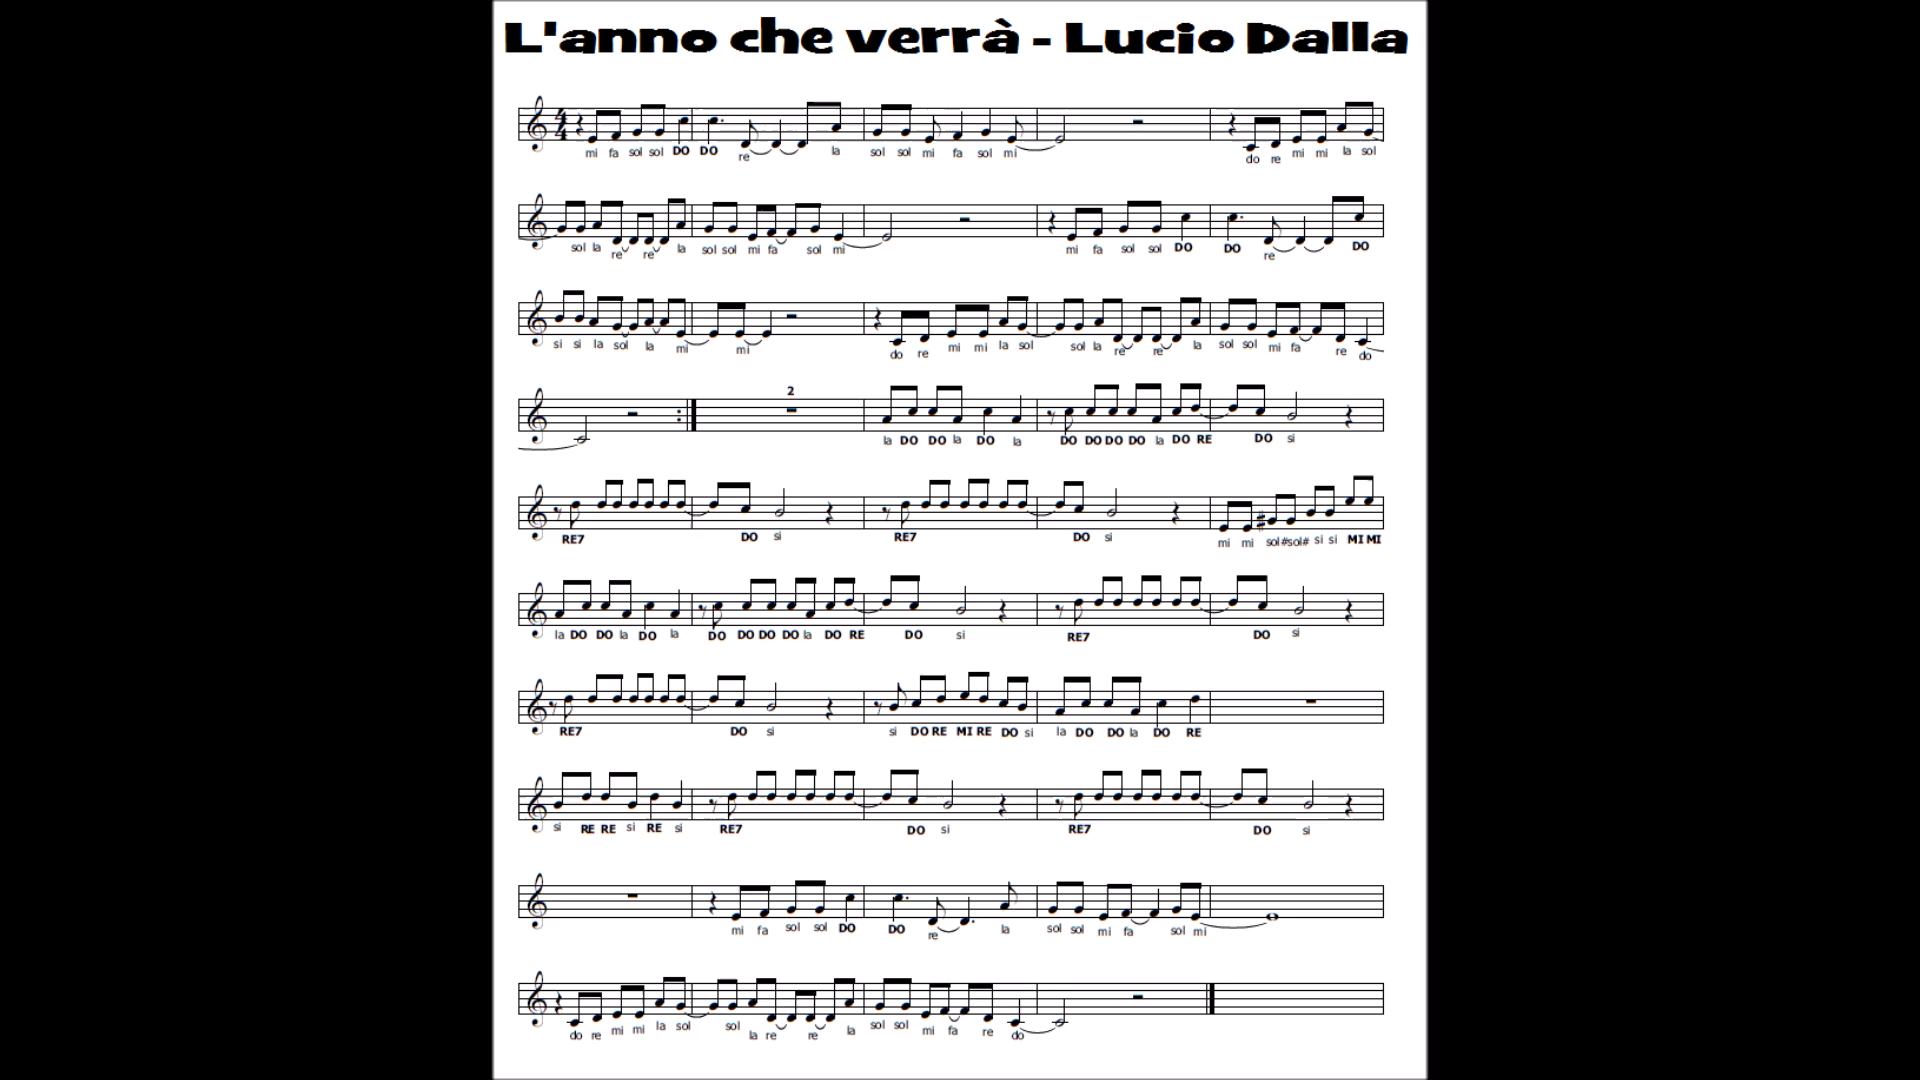 L'anno che verrà - Lucio Dalla
4
4
mi fa sol sol DO DO re la sol sol mi fa sol mi do re mi mi la sol
sol la re re la sol sol mi fa sol mi mi fa sol sol DO DO re DO
si si la sol la mi mi do re mi mi la sol sol la re re la sol sol mi fa re do
2
la DO DO la DO la DO DO DO DO la DO RE DO si
RE7 DO si RE7 DO si mi mi sol# sol# si si MI MI
la DO DO la DO la DO DO DO DO la DO RE DO si RE7 DO si
RE7 DO si si DO RE MI RE DO si la DO DO la DO RE
si RE RE si RE si RE7 DO si RE7 DO si
mi fa sol sol DO DO re la sol sol mi fa sol mi
do re mi mi la sol sol la re re la sol sol mi fa re do